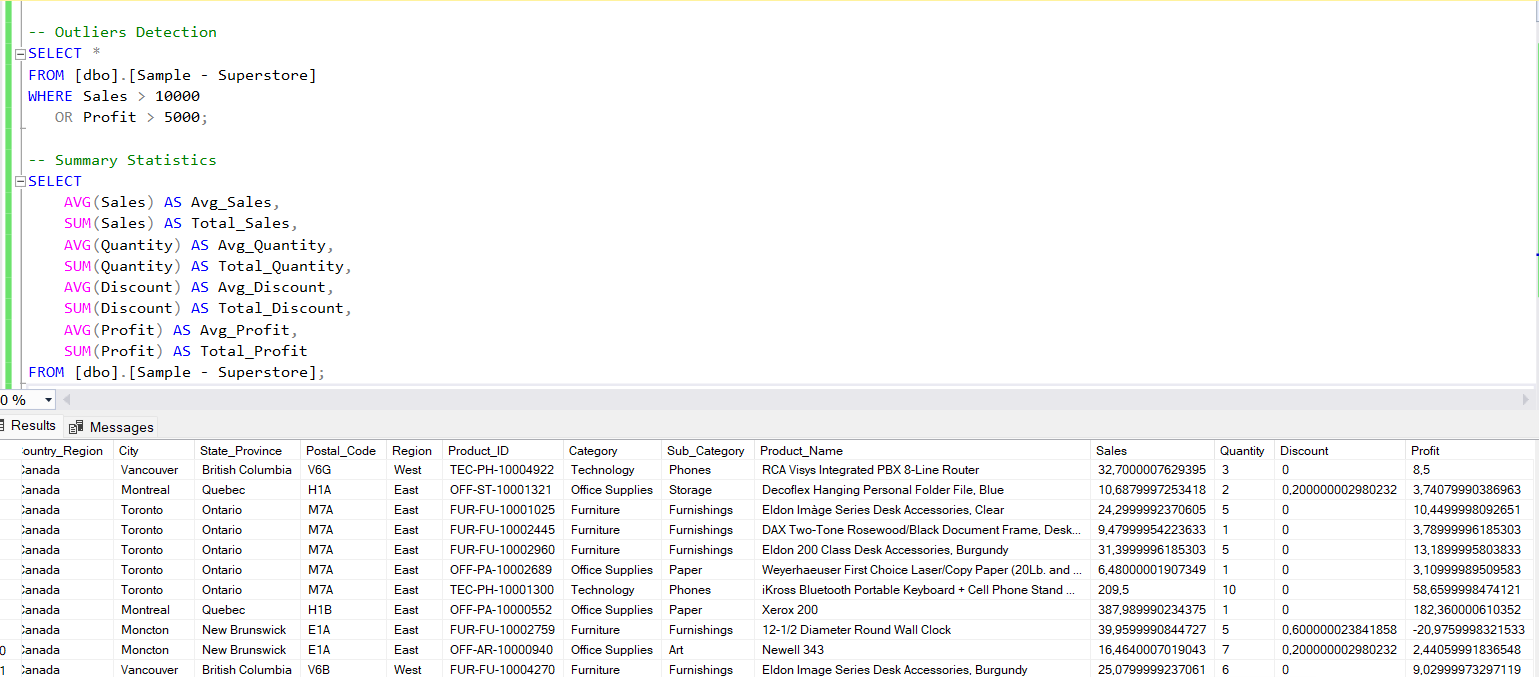 -- Outliers Detection
SELECT *
FROM [dbo].[Sample - Superstore]
WHERE Sales > 10000
OR Profit > 5000;
-- Summary Statistics
SELECT
AVG(Sales) AS Avg_Sales,
SUM(Sales) AS Total_Sales,
AVG(Quantity) AS Avg_Quantity,
SUM(Quantity) AS Total_Quantity,
AVG(Discount) AS Avg_Discount,
SUM(Discount) AS Total_Discount,
AVG(Profit) AS Avg_Profit,
SUM(Profit) AS Total_Profit
FROM [dbo].[Sample - Superstore];
0 %
Results Messages
ountry_Region City State_Province Postal_Code Region Product_ID Category Sub_Category Product_Name Sales Quantity Discount Profit
Canada Vancouver British Columbia V6G West TEC-PH-10004922 Technology Phones RCA Visys Integrated PBX 8-Line Router 32,7000007629395 3 0 8,5
Canada Montreal Quebec H1A East OFF-ST-10001321 Office Supplies Storage Decoflex Hanging Personal Folder File, Blue 10,6879997253418 2 0,200000002980232 3,74079990386963
Canada Toronto Ontario M7A East FUR-FU-10001025 Furniture Furnishings Eldon Imàge Series Desk Accessories, Clear 24,2999992370605 5 0 10,4499998092651
Canada Toronto Ontario M7A East FUR-FU-10002445 Furniture Furnishings DAX Two-Tone Rosewood/Black Document Frame, Desk... 9,47999954223633 1 0 3,78999996185303
Canada Toronto Ontario M7A East FUR-FU-10002960 Furniture Furnishings Eldon 200 Class Desk Accessories, Burgundy 31,3999996185303 5 0 13,1899995803833
Canada Toronto Ontario M7A East OFF-PA-10002689 Office Supplies Paper Weyerhaeuser First Choice Laser/Copy Paper (20Lb. and ... 6,48000001907349 1 0 3,10999989509583
Canada Toronto Ontario M7A East TEC-PH-10001300 Technology Phones iKross Bluetooth Portable Keyboard + Cell Phone Stand ... 209,5 10 0 58,6599998474121
Canada Montreal Quebec H1B East OFF-PA-10000552 Office Supplies Paper Xerox 200 387,989990234375 1 0 182,360000610352
Canada Moncton New Brunswick E1A East FUR-FU-10002759 Furniture Furnishings 12-1/2 Diameter Round Wall Clock 39,9599990844727 5 0,600000023841858 -20,9759998321533
0 Canada Moncton New Brunswick E1A East OFF-AR-10000940 Office Supplies Art Newell 343 16,4640007019043 7 0,200000002980232 2,44059991836548
1 Canada Vancouver British Columbia V6B West FUR-FU-10004270 Furniture Furnishings Eldon Image Series Desk Accessories, Burgundy 25,0799999237061 6 0 9,02999973297119